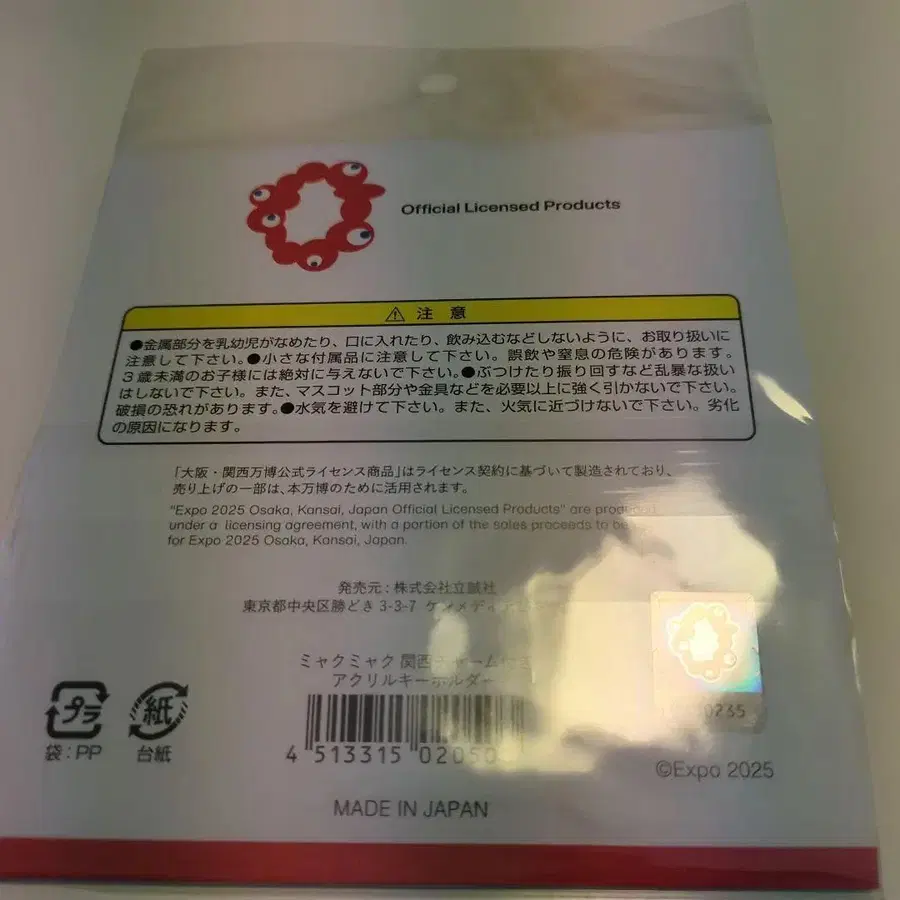 Official Licensed Products
注 意
●金属部分を乳幼児がなめたり、口に入れたり、飲み込むなどしないように、お取り扱いに
注意して下さい。●小さな付属品に注意して下さい。誤飲や窒息の危険があります。
3歳未満のお子様には絶対に与えないで下さい。●ぶつけたり振り回すなど乱暴な扱い
はしないで下さい。また、マスコット部分や金具などを必要以上に強く引かないで下さい。
破損の恐れがあります。●水気を避けて下さい。また、火気に近づけないで下さい。劣化
の原因になります。
「大阪・関西万博公式ライセンス商品」はライセンス契約に基づいて製造されており、
売り上げの一部は、本万博のために活用されます。
"Expo 2025 Osaka, Kansai, Japan Official Licensed Products" are produced
under a licensing agreement, with a portion of the sales proceeds to be
for Expo 2025 Osaka, Kansai, Japan.
発売元:株式会社立誠社
東京都中央区勝どき3-3-7 ケンメディア
ミャクミャク 関西チャーム付き
アクリルキーホルダー
プラ
袋:PP
紙
台紙
4 513315 02050
0235
©Expo 2025
MADE IN JAPAN